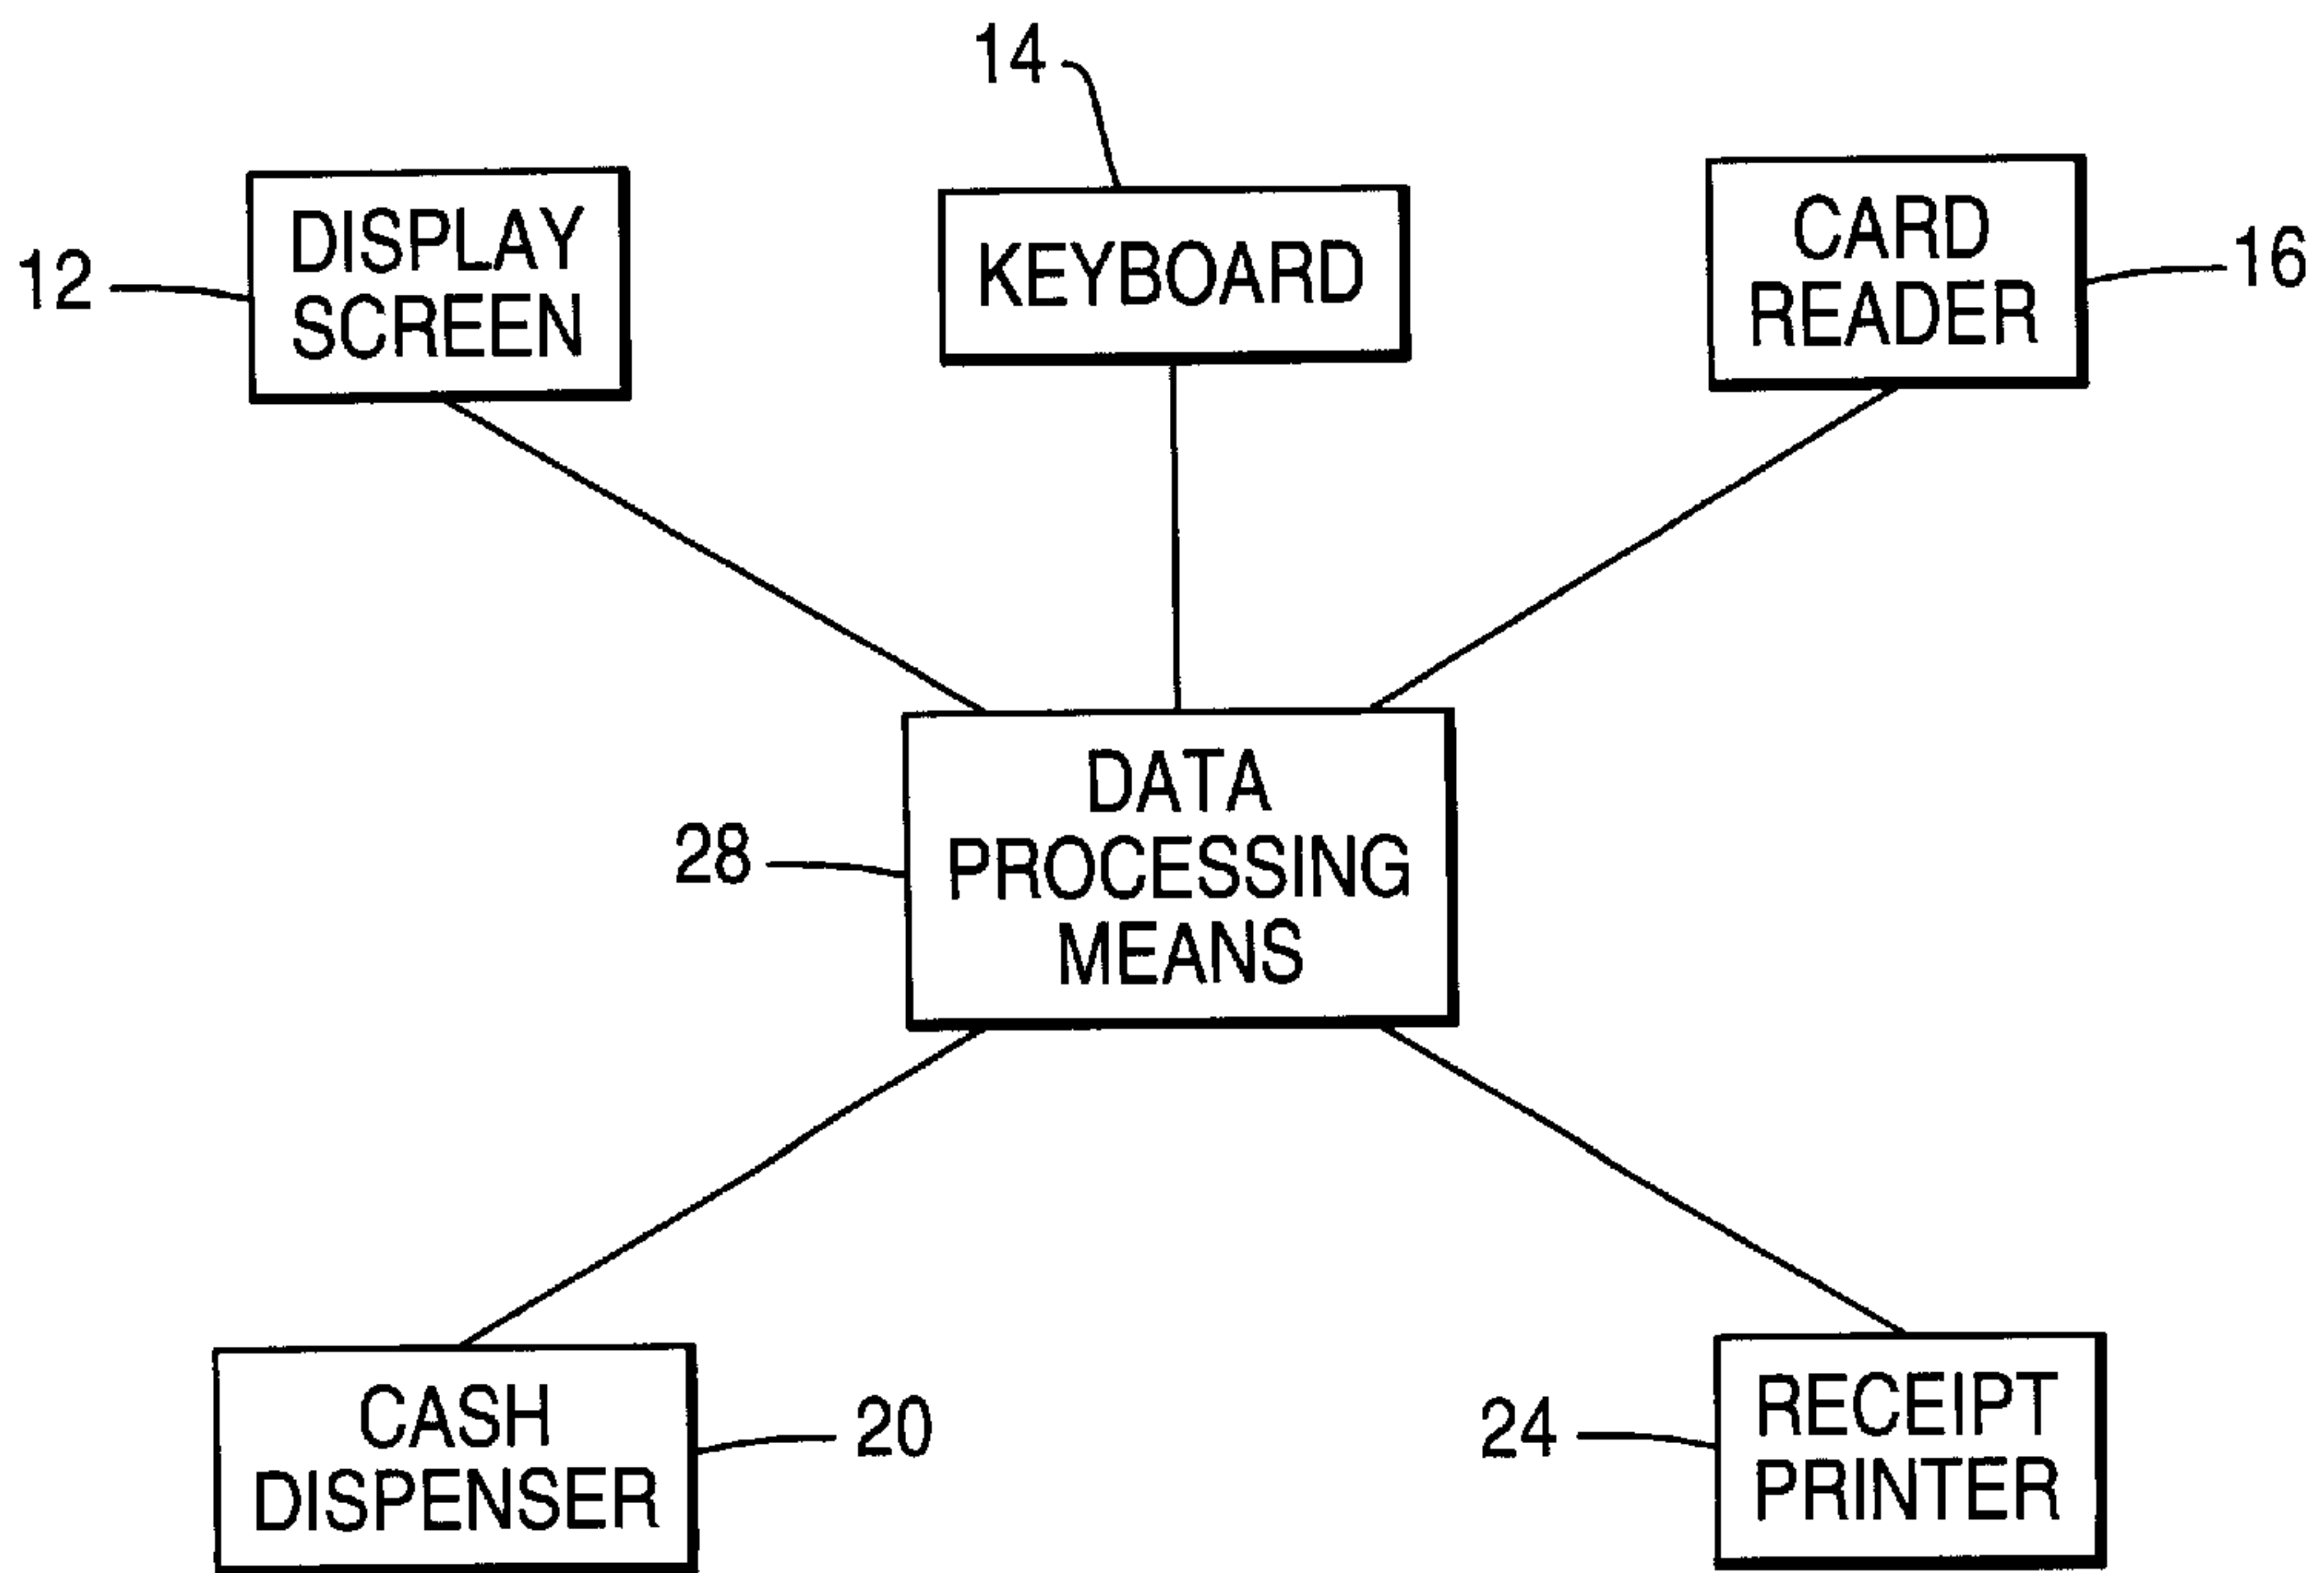 14
DISPLAY
SCREEN
12
KEYBOARD
CARD
READER
16
DATA
PROCESSING
MEANS
28
CASH
DISPENSER
20
24
RECEIPT
PRINTER